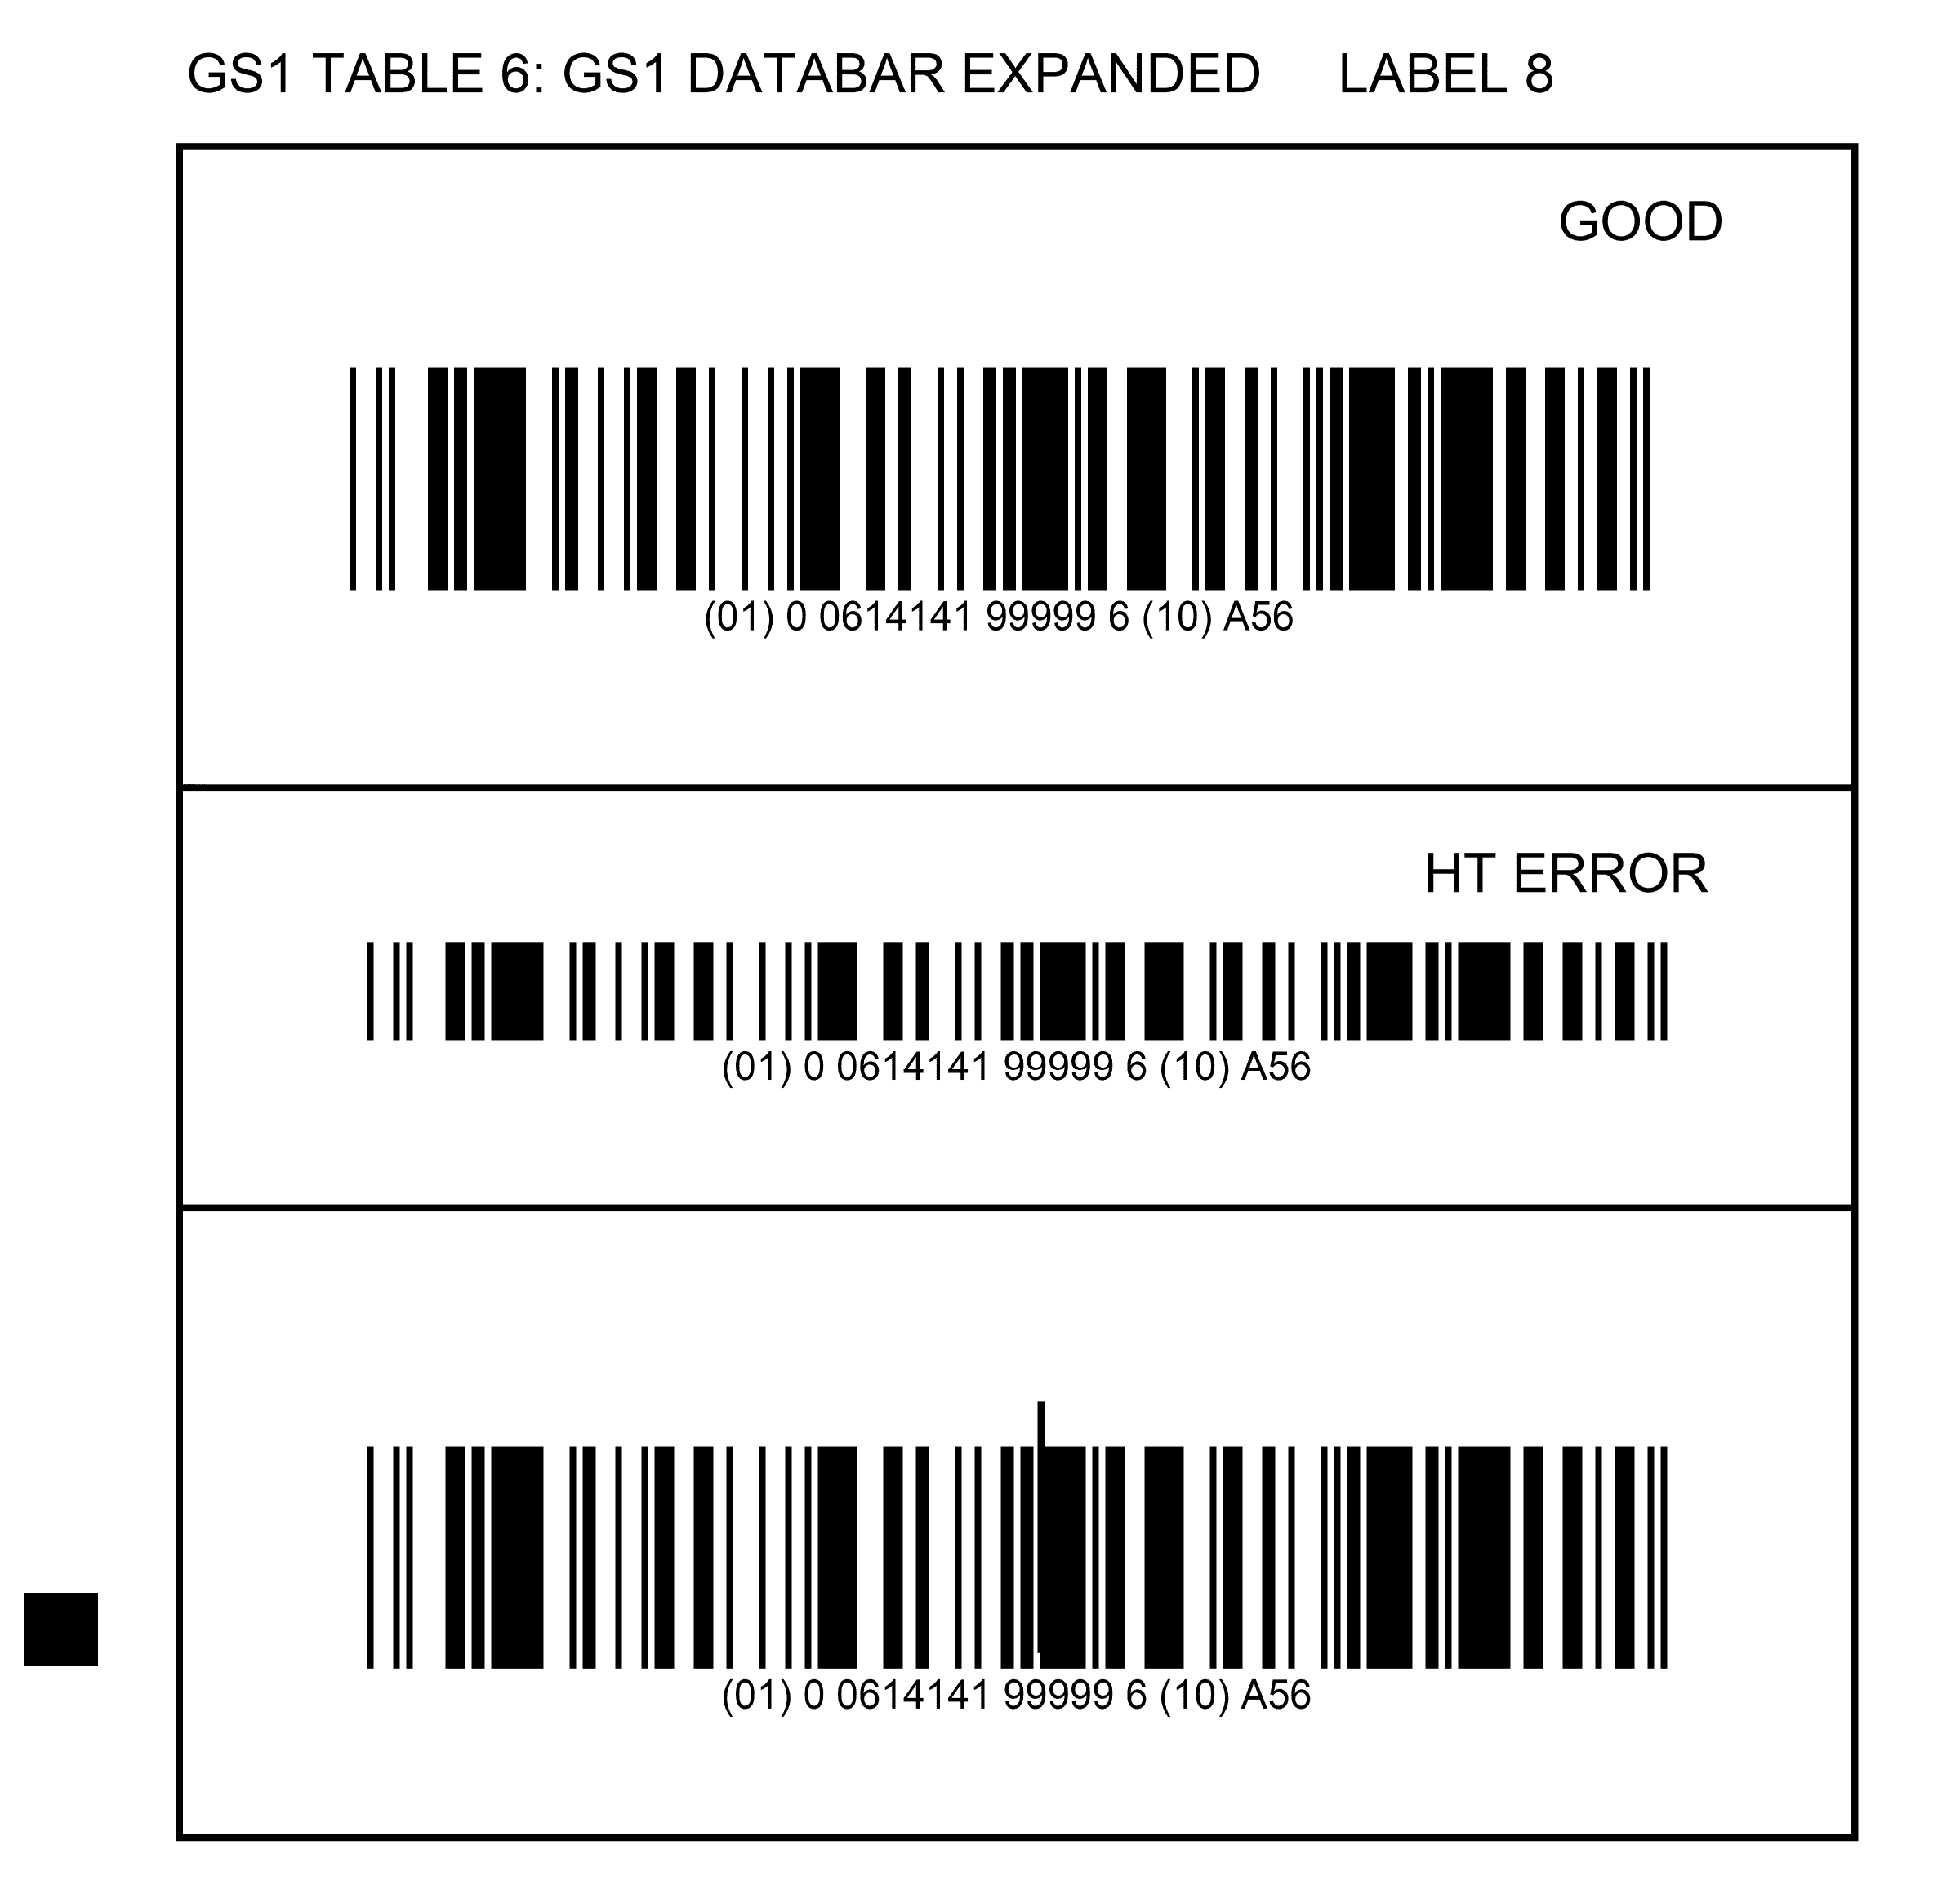 GS1 TABLE 6: GS1 DATABAR EXPANDED LABEL 8
GOOD
(01) 0 0614141 99999 6 (10) A56
HT ERROR
(01) 0 0614141 99999 6 (10) A56
(01) 0 0614141 99999 6 (10) A56